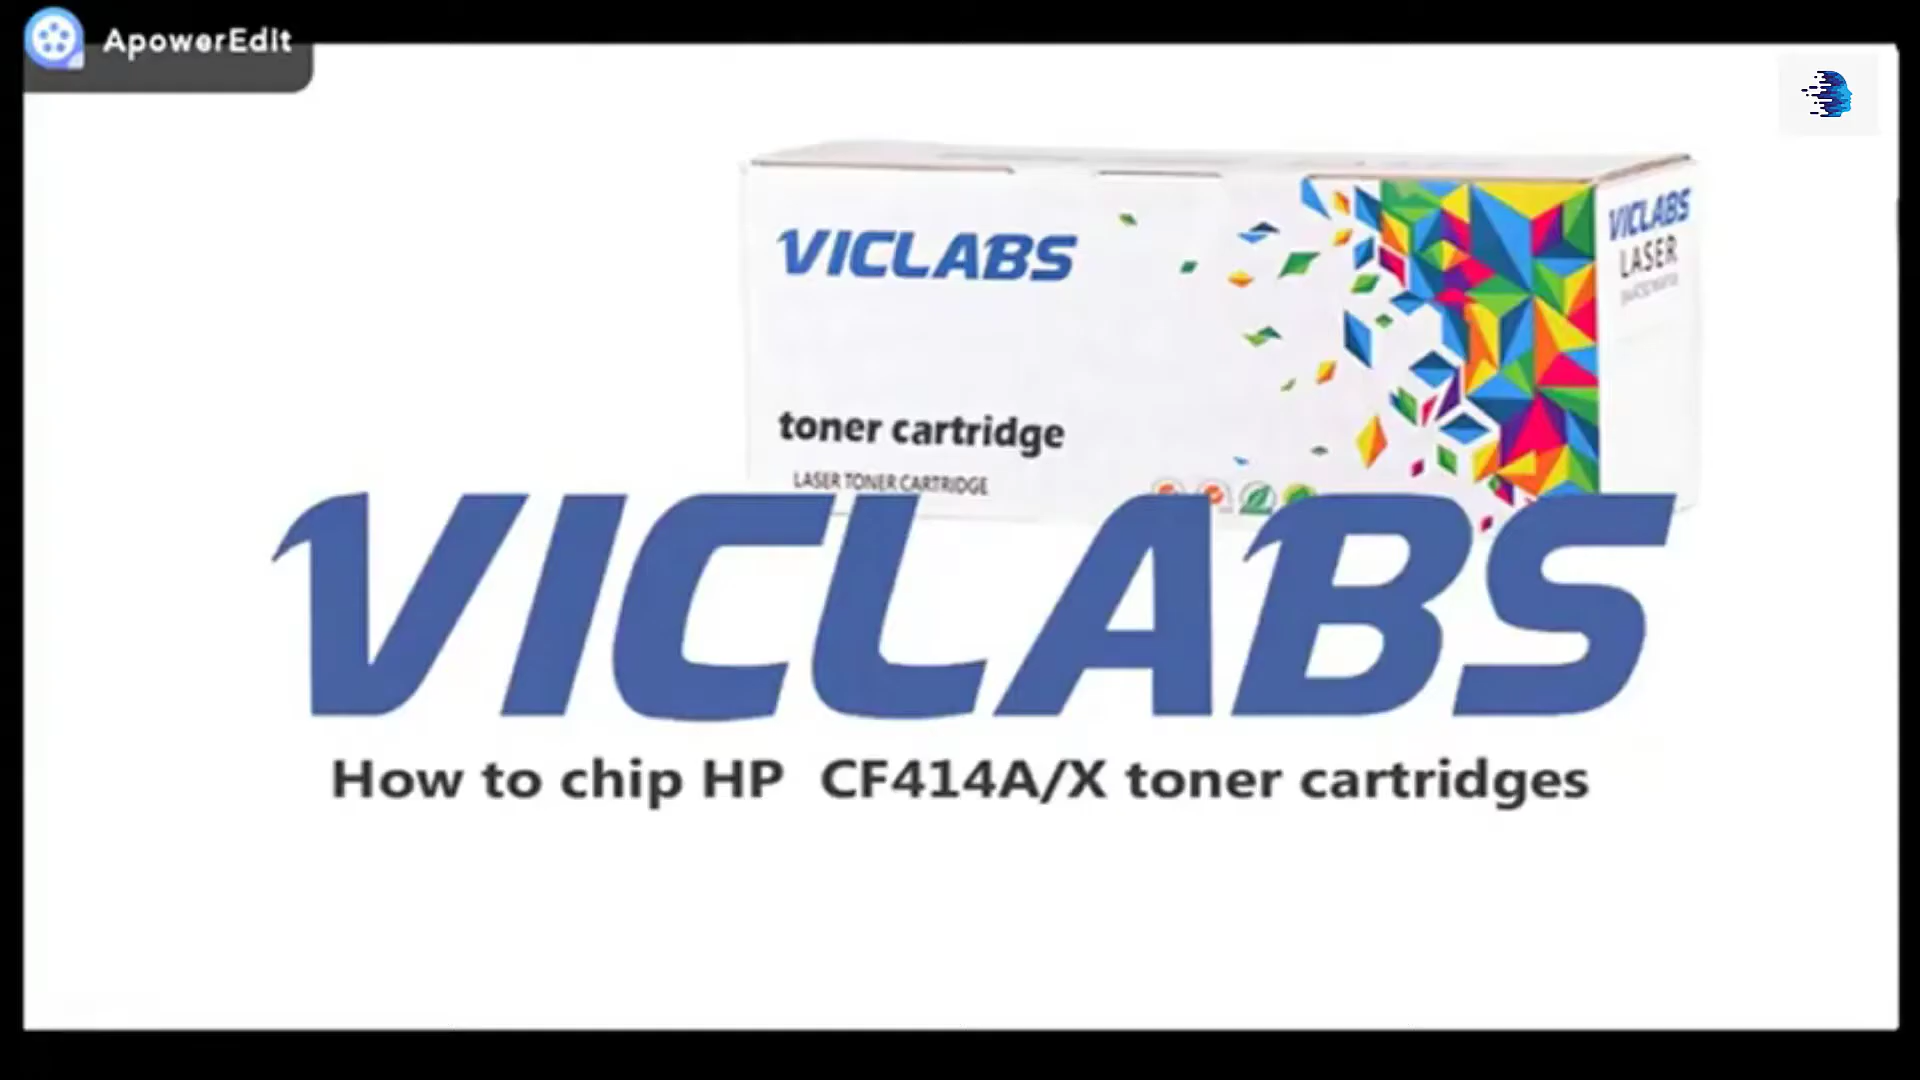 ApowerEdit
VICLABS
VICLABS
LASER
toner cartridge
LASER TONER CARTRIDGE
VICLABS
How to chip HP CF414A/X toner cartridges